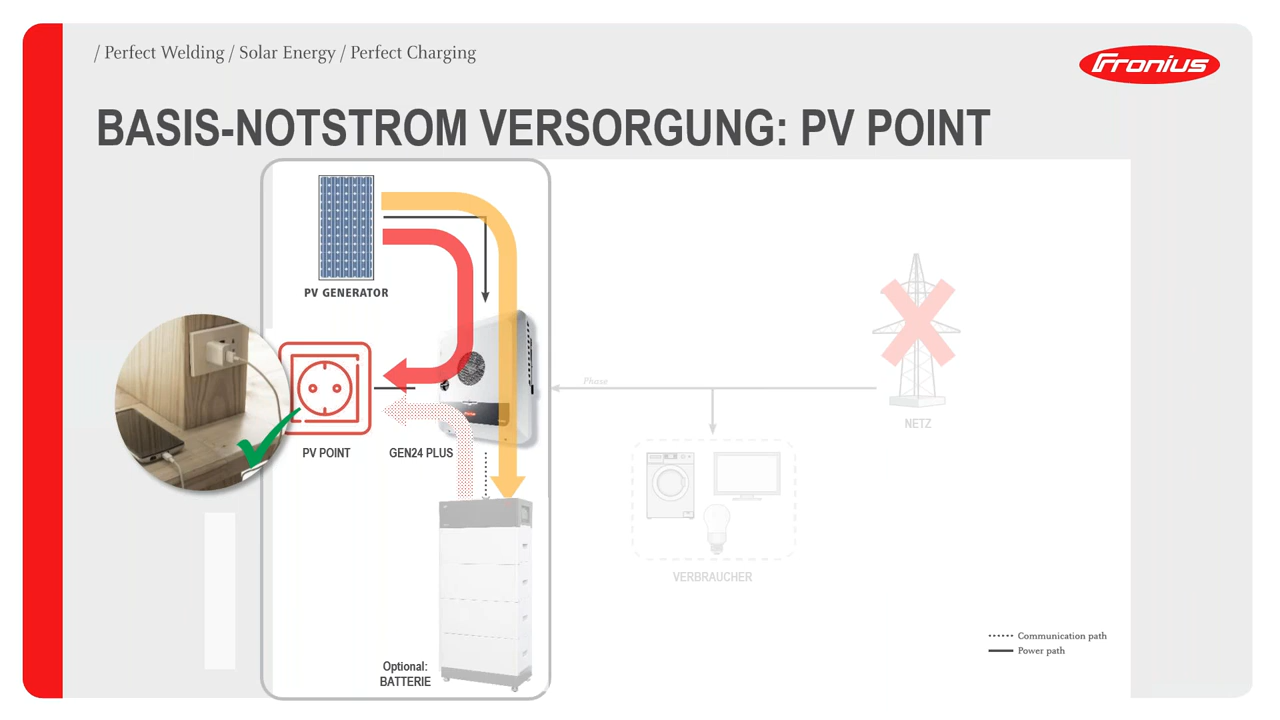 / Perfect Welding / Solar Energy / Perfect Charging
Fronius
BASIS-NOTSTROM VERSORGUNG: PV POINT
PV GENERATOR
Phase
NETZ
PV POINT
GEN24 PLUS
VERBRAUCHER
Communication path
Power path
Optional:
BATTERIE